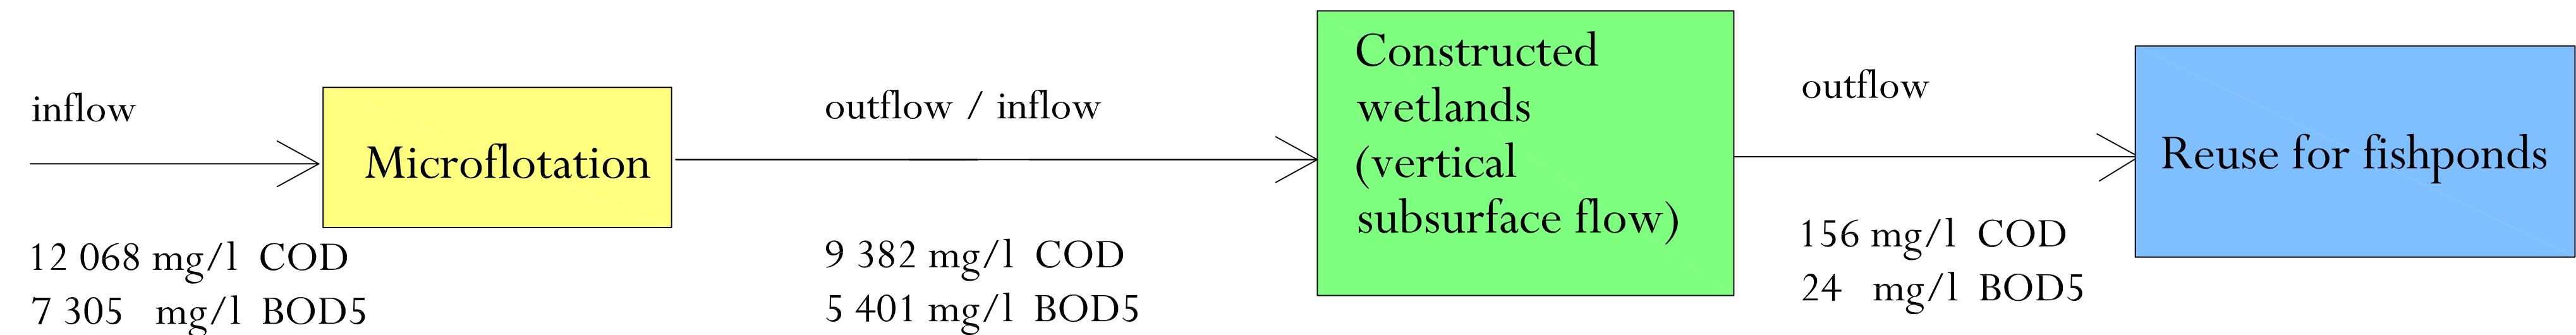 inflow
Microflotation
12 068 mg/l COD
7 305 mg/l BOD5
outflow / inflow
9 382 mg/l COD
5 401 mg/l BOD5
Constructed
wetlands
(vertical
subsurface flow)
outflow
156 mg/l COD
24 mg/l BOD5
Reuse for fishponds